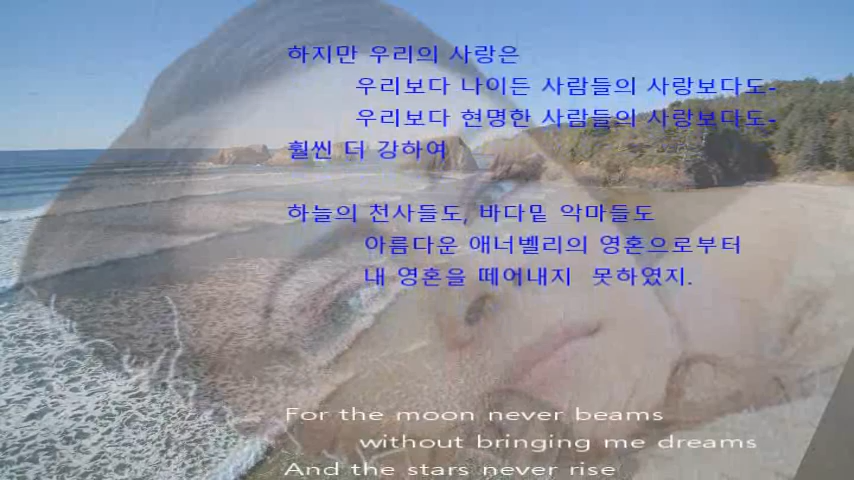 하지만 우리의 사랑은
우리보다 나이든 사람들의 사랑보다도-
우리보다 현명한 사람들의 사랑보다도-
훨씬 더 강하여
하늘의 천사들도, 바다밑 악마들도
아름다운 애너벨리의 영혼으로부터
내 영혼을 떼어내지 못하였지.
For the moon never beams
without bringing me dreams
And the stars never rise